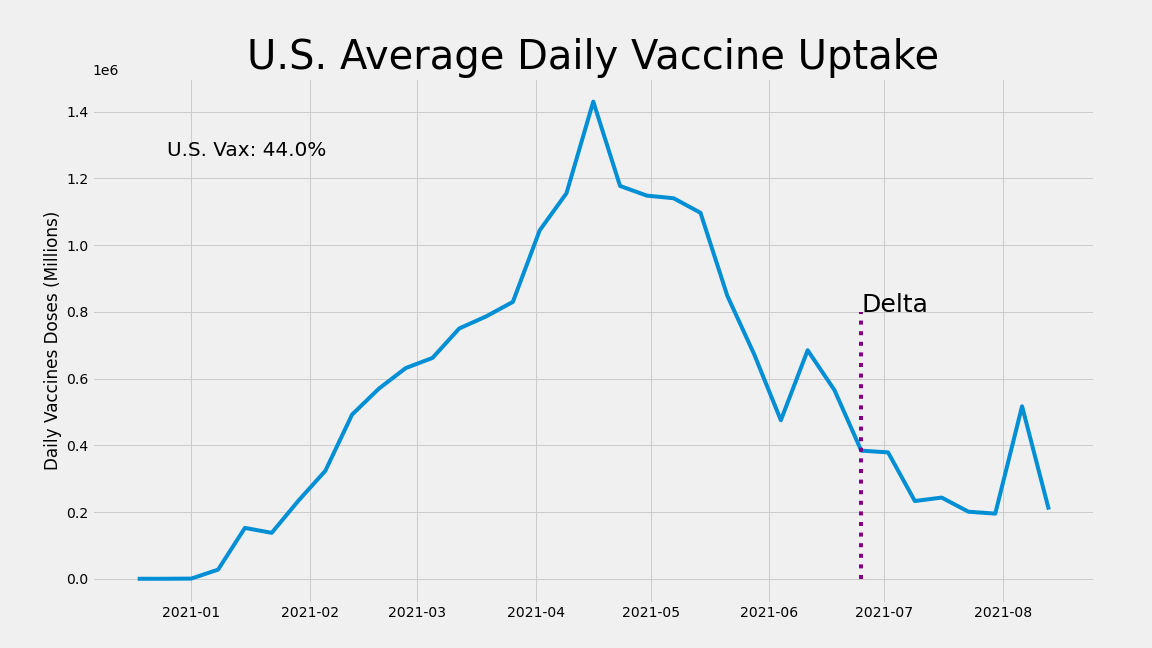 U.S. Average Daily Vaccine Uptake
1e6
1.4
U.S. Vax: 44.0%
1.2
1.0
Daily Vaccines Doses (Millions)
0.8
Delta
0.6
0.4
0.2
0.0
2021-01 2021-02 2021-03 2021-04 2021-05 2021-06 2021-07 2021-08